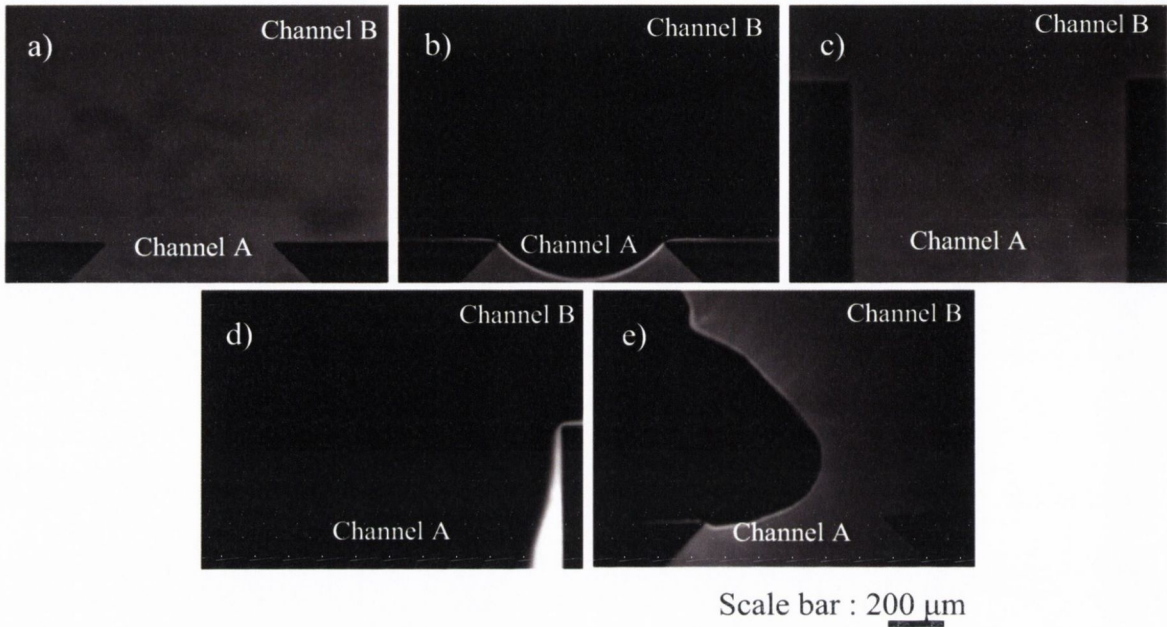 a)
Channel B
Channel A
b)
Channel B
Channel A
c)
Channel B
Channel A
d)
Channel B
Channel A
e)
Channel B
Channel A
Scale bar : 200 μm